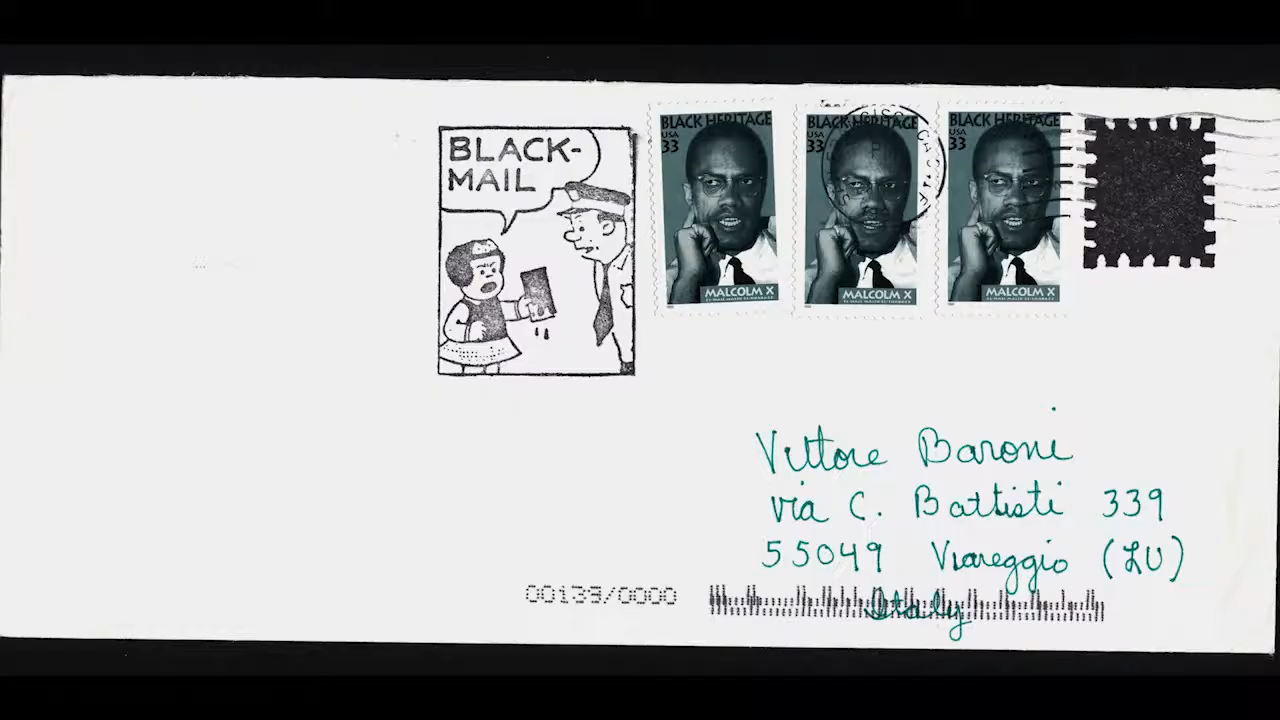 BLACK-
MAIL
BLACK HERITAGE
USA
33
MALCOLM X
BLACK HERITAGE
USA
33
MALCOLM X
BLACK HERITAGE
USA
33
MALCOLM X
Vittore Baroni
via C. Battisti 339
55049 Viareggio (LU)
Italy
00139/0000